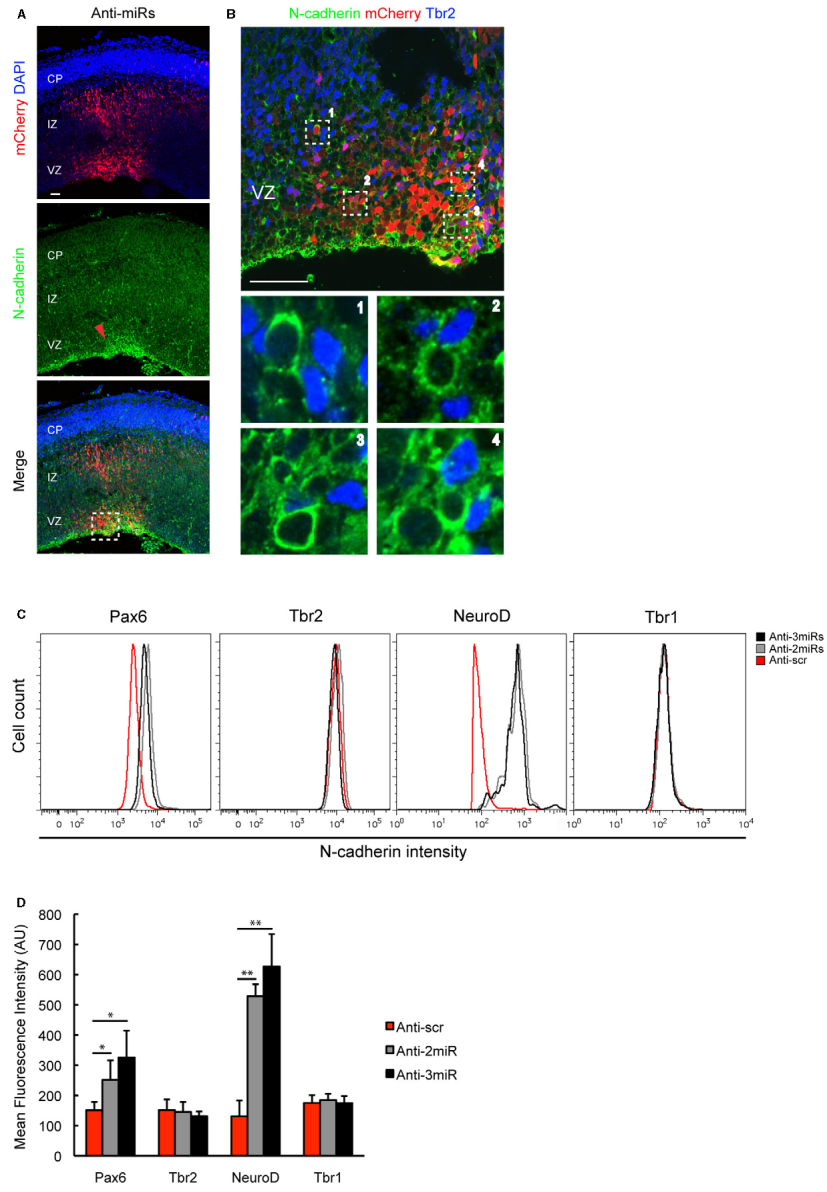 A
Anti-miRs
mCherry DAPI
CP
IZ
VZ
N-cadherin
CP
IZ
VZ
Merge
CP
IZ
VZ
B
N-cadherin mCherry Tbr2
VZ
1
2
4
3
1
2
3
4
C
Pax6
Tbr2
NeuroD
Tbr1
Cell count
0 10² 10³ 10⁴ 10⁵
0 10² 10³ 10⁴ 10⁵
10⁰ 10² 10³ 10⁴
10⁰ 10¹ 10² 10³ 10⁴
N-cadherin intensity
Anti-3miRs
Anti-2miRs
Anti-scr
D
Mean Fluorescence Intensity (AU)
800
700
600
500
400
300
200
100
0
*
*
**
**
Pax6 Tbr2 NeuroD Tbr1
Anti-scr
Anti-2miR
Anti-3miR